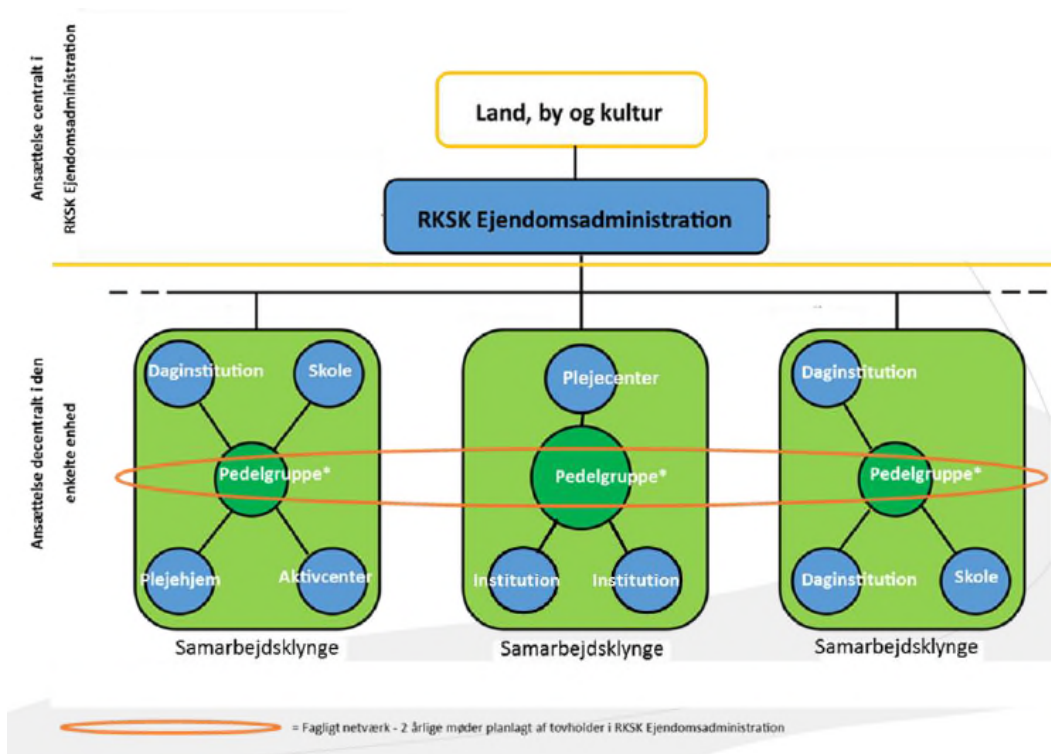 Ansættelse centralt i
RKSK Ejendomsadministration
Land, by og kultur
RKSK Ejendomsadministration
Ansættelse decentralt i den
enkelte enhed
Daginstitution
Skole
Pedelgruppe*
Plejehjem
Aktivcenter
Samarbejdsklynge
Plejecenter
Pedelgruppe*
Institution
Institution
Samarbejdsklynge
Daginstitution
Pedelgruppe*
Daginstitution
Skole
Samarbejdsklynge
= Fagligt netværk - 2 årlige møder planlagt af tovholder i RKSK Ejendomsadministration